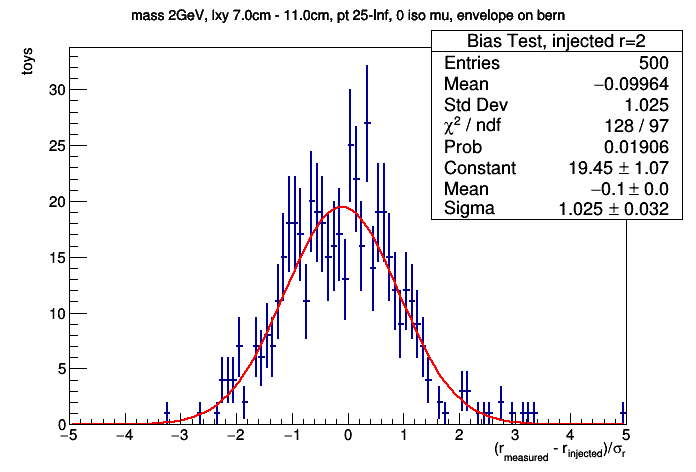 mass 2GeV, lxy 7.0cm - 11.0cm, pt 25-Inf, 0 iso mu, envelope on bern
Bias Test, injected r=2
Entries 500
Mean −0.09964
Std Dev 1.025
χ² / ndf 128 / 97
Prob 0.01906
Constant 19.45 ± 1.07
Mean −0.1 ± 0.0
Sigma 1.025 ± 0.032
toys
30
25
20
15
10
5
0
−5 −4 −3 −2 −1 0 1 2 3 4 5
(r_measured - r_injected)/σ_r